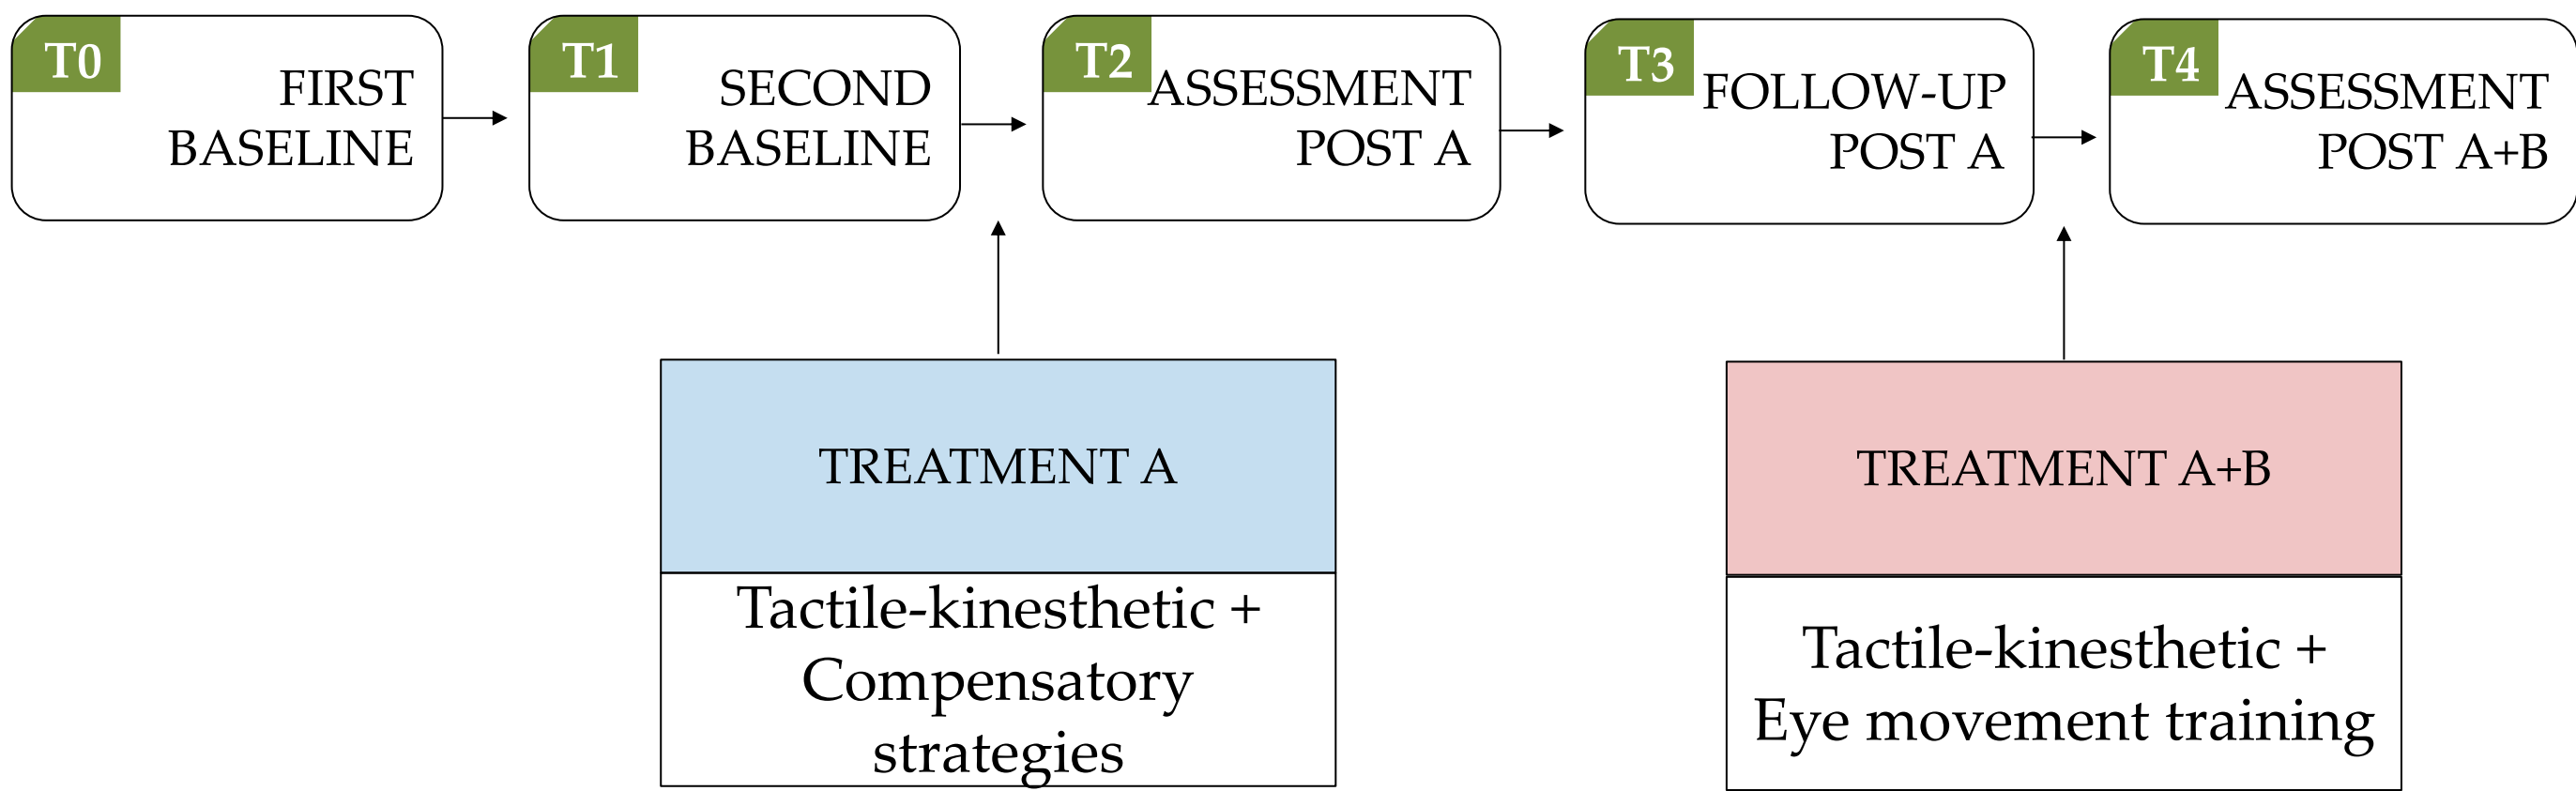 T0
FIRST
BASELINE
T1
SECOND
BASELINE
T2
ASSESSMENT
POST A
T3
FOLLOW-UP
POST A
T4
ASSESSMENT
POST A+B
TREATMENT A
Tactile-kinesthetic +
Compensatory
strategies
TREATMENT A+B
Tactile-kinesthetic +
Eye movement training